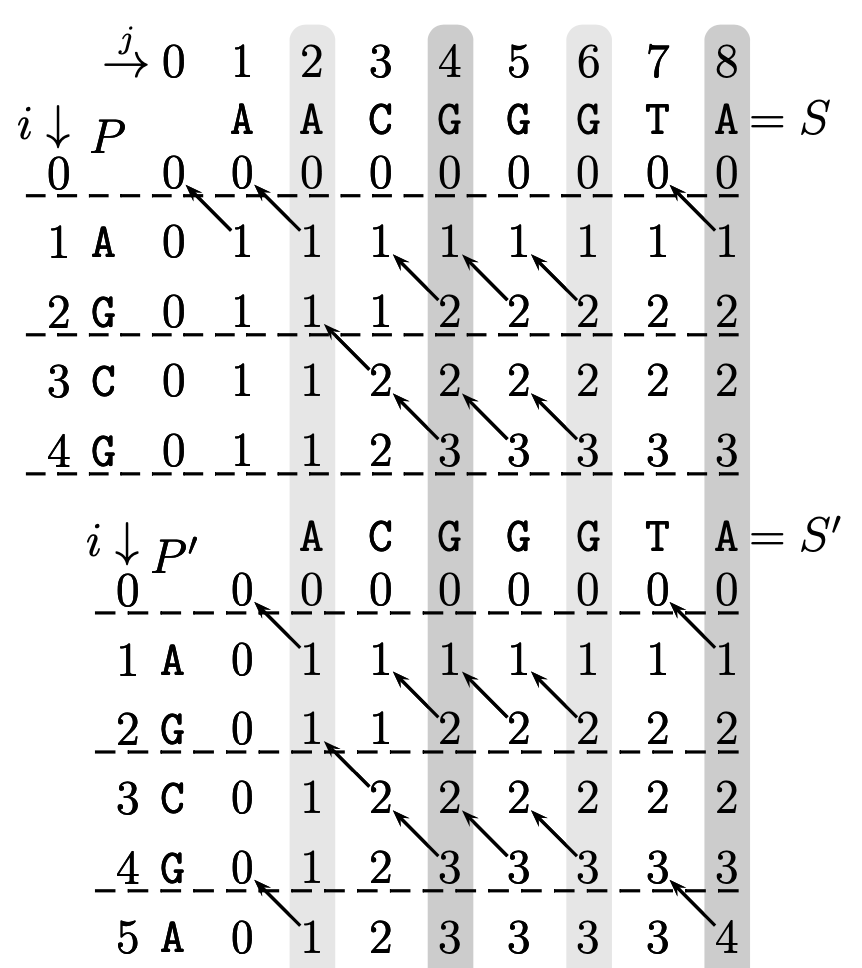 j → 0 1 2 3 4 5 6 7 8
i ↓ P A A C G G G T A = S
0 0 0 0 0 0 0 0 0 0
1 A 0 1 1 1 1 1 1 1 1
2 G 0 1 1 1 2 2 2 2 2
3 C 0 1 1 2 2 2 2 2 2
4 G 0 1 1 2 3 3 3 3 3
i ↓ P′ A C G G G T A = S′
0 0 0 0 0 0 0 0 0
1 A 0 1 1 1 1 1 1 1
2 G 0 1 1 2 2 2 2 2
3 C 0 1 2 2 2 2 2 2
4 G 0 1 2 3 3 3 3 3
5 A 0 1 2 3 3 3 3 4